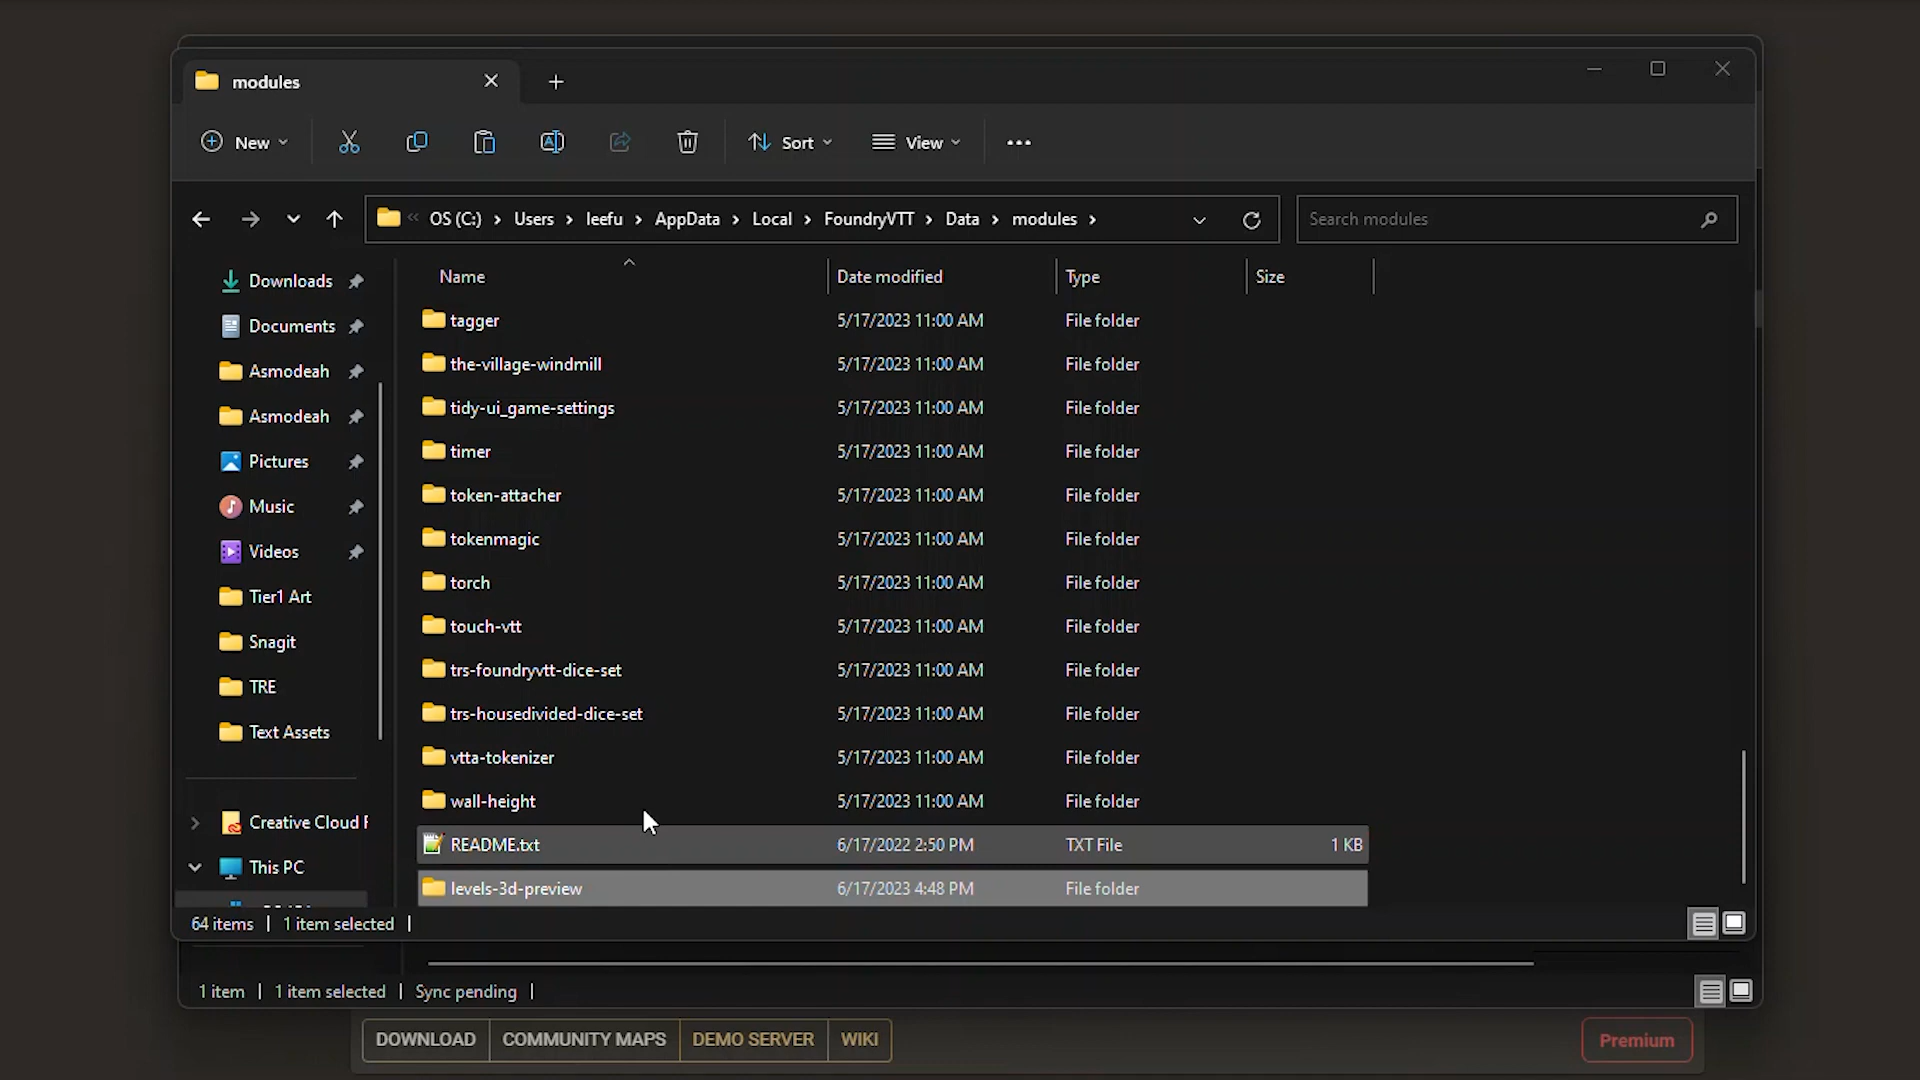 modules
New
Sort
View
OS (C:) > Users > leefu > AppData > Local > FoundryVTT > Data > modules >
Search modules
Name Date modified Type Size
Downloads
Documents
Asmodeah
Asmodeah
Pictures
Music
Videos
Tier1 Art
Snagit
TRE
Text Assets
Creative Cloud F
This PC
tagger 5/17/2023 11:00 AM File folder
the-village-windmill 5/17/2023 11:00 AM File folder
tidy-ui_game-settings 5/17/2023 11:00 AM File folder
timer 5/17/2023 11:00 AM File folder
token-attacher 5/17/2023 11:00 AM File folder
tokenmagic 5/17/2023 11:00 AM File folder
torch 5/17/2023 11:00 AM File folder
touch-vtt 5/17/2023 11:00 AM File folder
trs-foundryvtt-dice-set 5/17/2023 11:00 AM File folder
trs-housedivided-dice-set 5/17/2023 11:00 AM File folder
vtta-tokenizer 5/17/2023 11:00 AM File folder
wall-height 5/17/2023 11:00 AM File folder
README.txt 6/17/2022 2:50 PM TXT File 1 KB
levels-3d-preview 6/17/2023 4:48 PM File folder
64 items | 1 item selected |
1 item | 1 item selected | Sync pending |
DOWNLOAD COMMUNITY MAPS DEMO SERVER WIKI
Premium